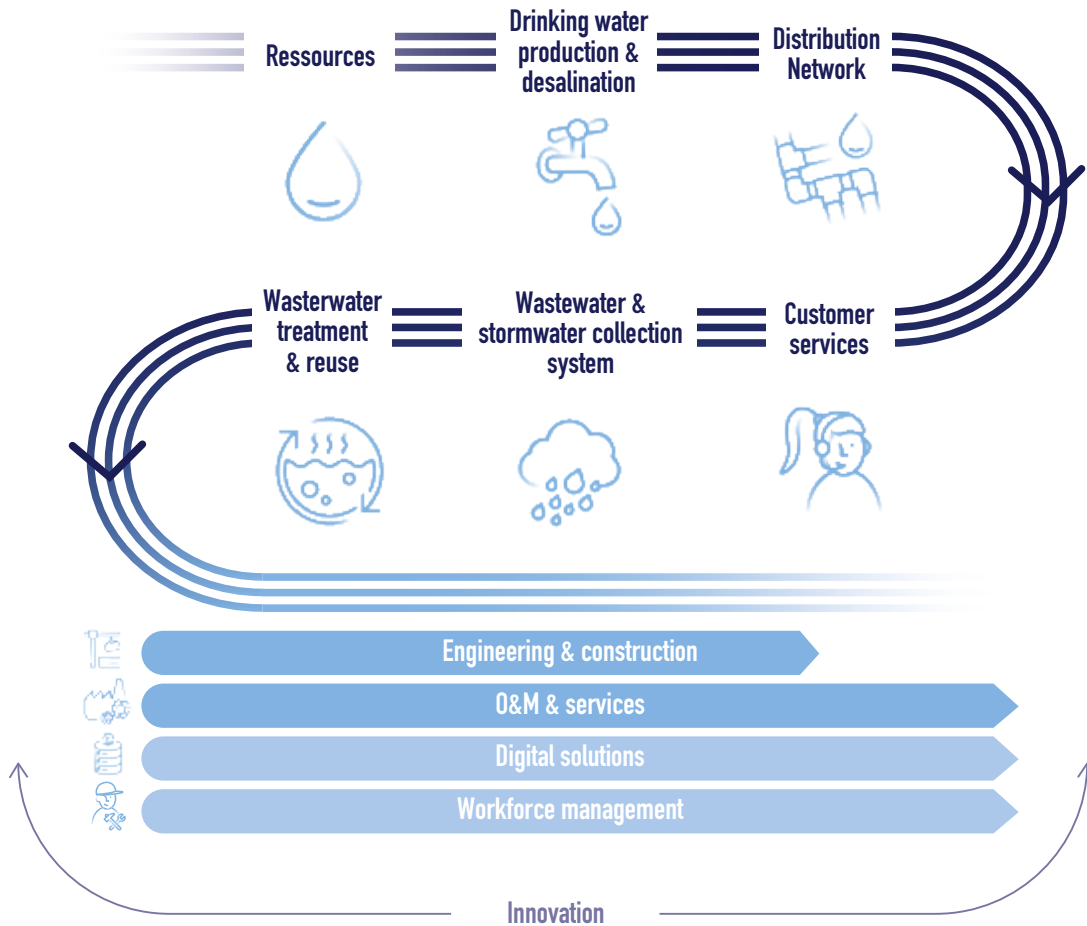 Ressources
Drinking water
production &
desalination
Distribution
Network
Wasterwater
treatment
& reuse
Wastewater &
stormwater collection
system
Customer
services
Engineering & construction
O&M & services
Digital solutions
Workforce management
Innovation